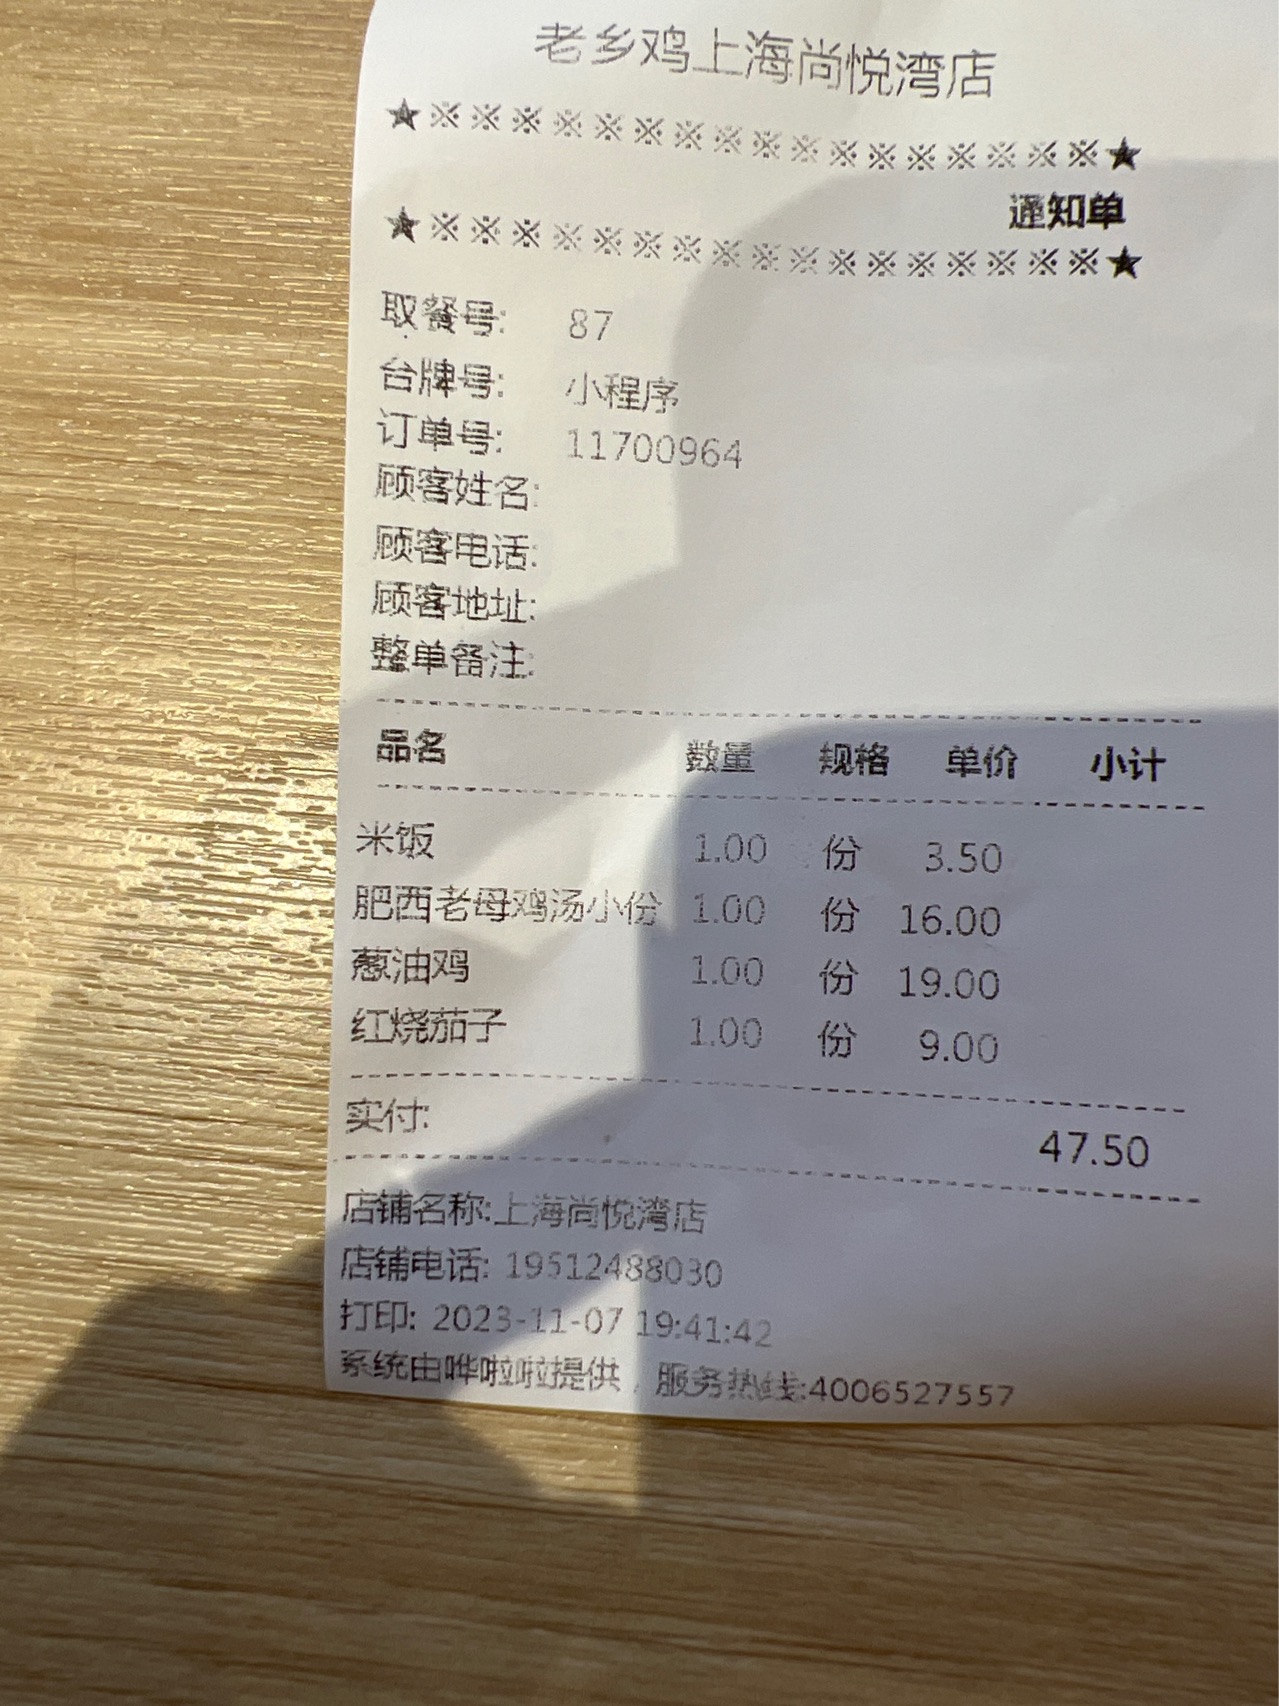 老乡鸡上海尚悦湾店
★※※※※※※※※※※※※※※※※※★
通知单
★※※※※※※※※※※※※※※※※※★
取餐号: 87
台牌号: 小程序
订单号: 11700964
顾客姓名:
顾客电话:
顾客地址:
整单备注:
品名 数量 规格 单价 小计
米饭 1.00 份 3.50
肥西老母鸡汤小份 1.00 份 16.00
葱油鸡 1.00 份 19.00
红烧茄子 1.00 份 9.00
实付: 47.50
店铺名称:上海尚悦湾店
店铺电话: 19512488030
打印: 2023-11-07 19:41:42
系统由哗啦啦提供，服务热线:4006527557